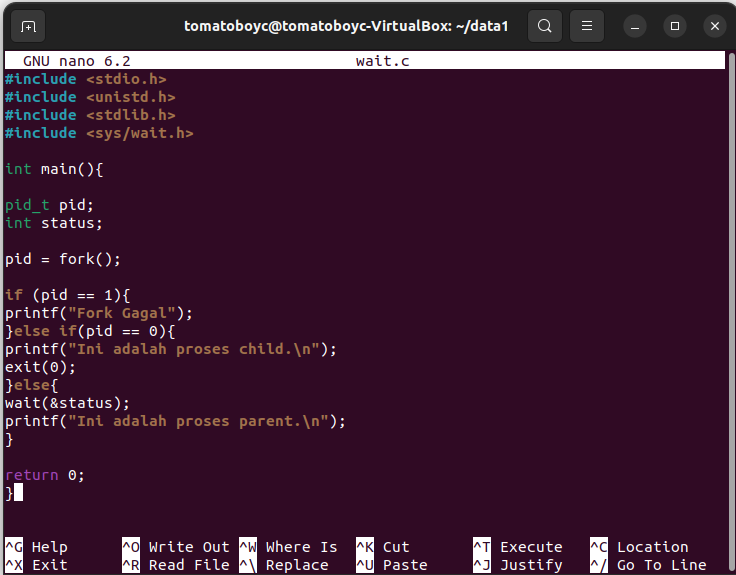 tomatoboyc@tomatoboyc-VirtualBox: ~/data1
GNU nano 6.2 wait.c
#include <stdio.h>
#include <unistd.h>
#include <stdlib.h>
#include <sys/wait.h>
int main(){
pid_t pid;
int status;
pid = fork();
if (pid == 1){
printf("Fork Gagal");
}else if(pid == 0){
printf("Ini adalah proses child.\n");
exit(0);
}else{
wait(&status);
printf("Ini adalah proses parent.\n");
}
return 0;
}
^G Help ^O Write Out ^W Where Is ^K Cut ^T Execute ^C Location
^X Exit ^R Read File ^\ Replace ^U Paste ^J Justify ^/ Go To Line